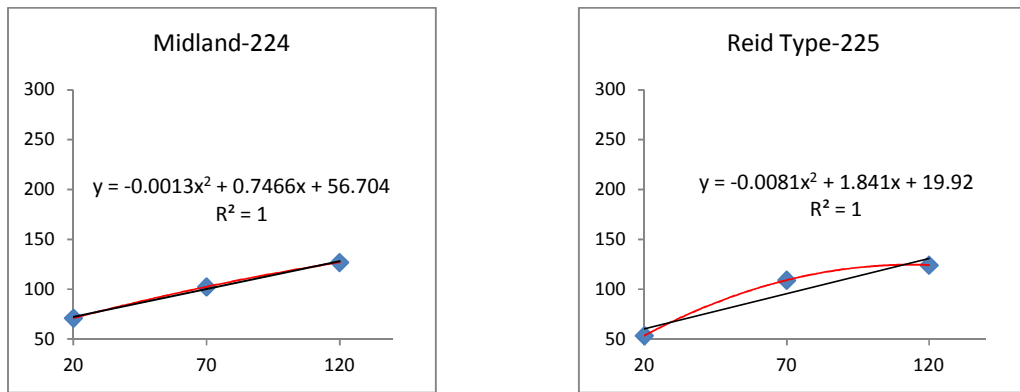 Midland-224
300
250
200
150
100
50
y = -0.0013x² + 0.7466x + 56.704
R² = 1
20 70 120
Reid Type-225
300
250
200
150
100
50
y = -0.0081x² + 1.841x + 19.92
R² = 1
20 70 120